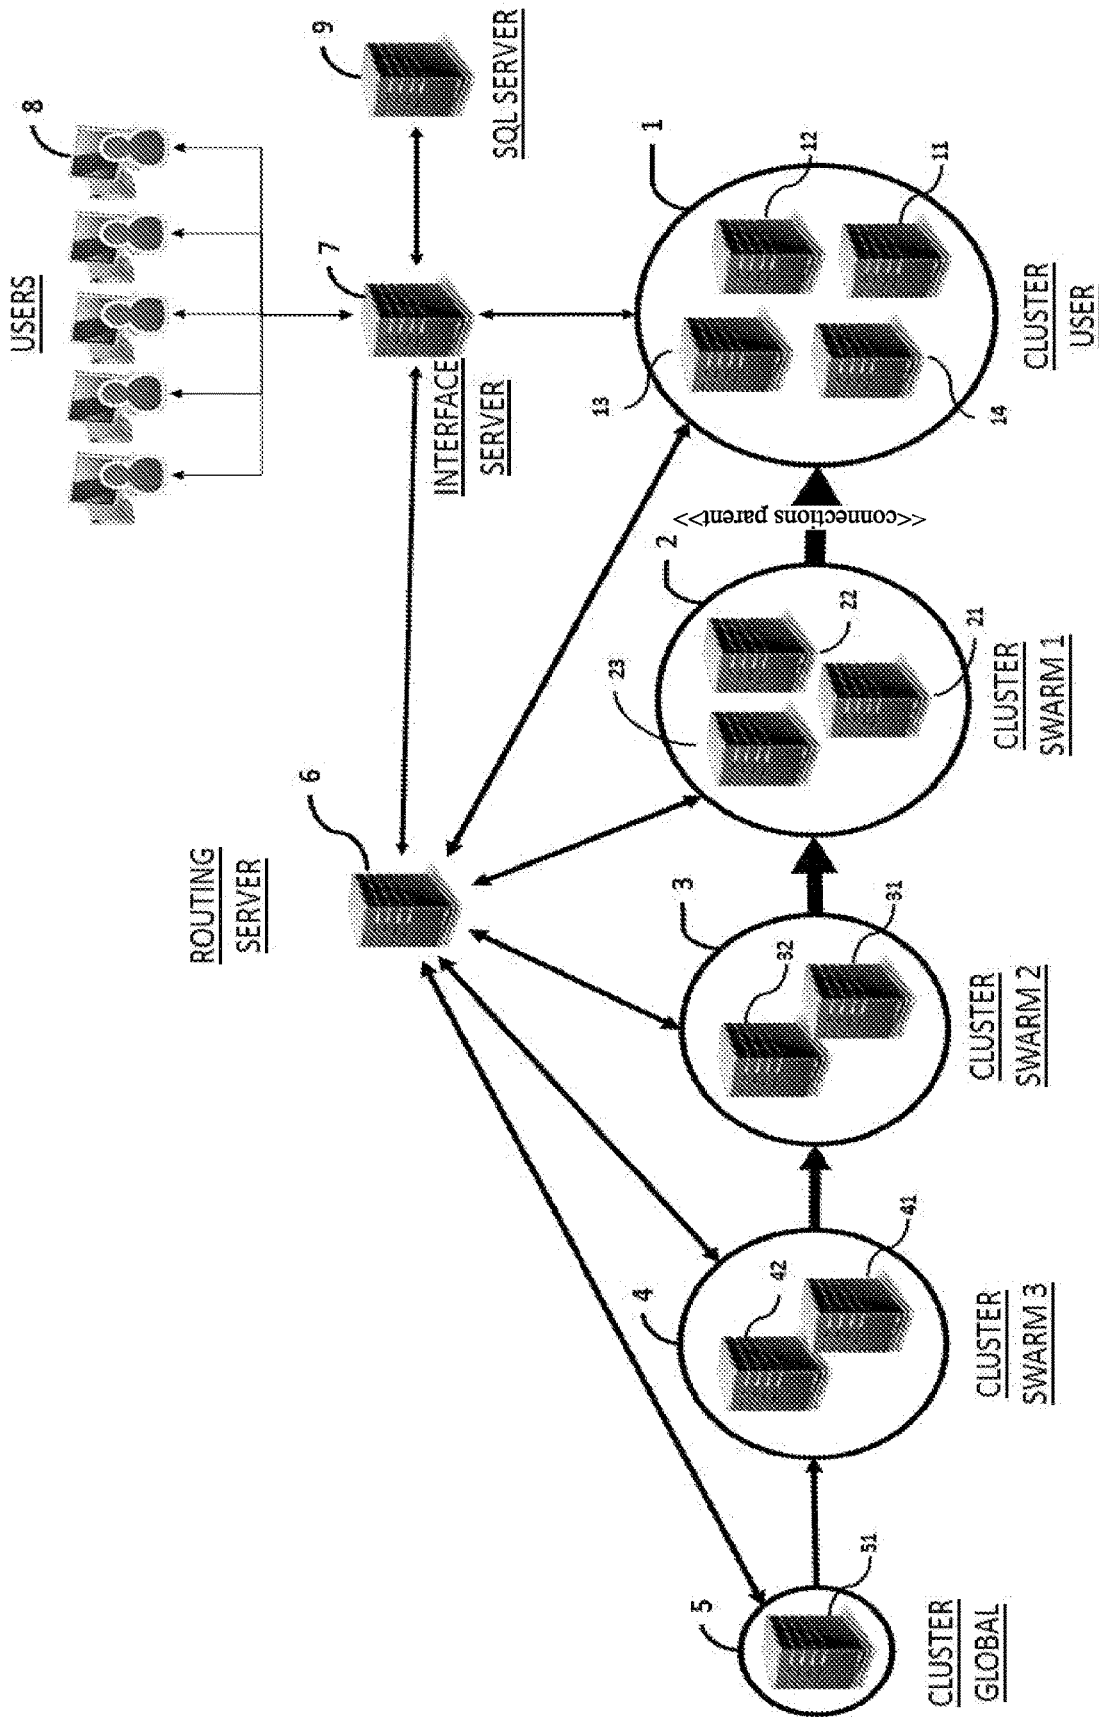 USERS
8
9
SQL SERVER
7
INTERFACE
SERVER
ROUTING
SERVER
6
1
12
11
13
14
CLUSTER
USER
<<connections parent>>
2
22
21
23
CLUSTER
SWARM 1
3
32
31
CLUSTER
SWARM 2
4
42
41
CLUSTER
SWARM 3
5
51
CLUSTER
GLOBAL